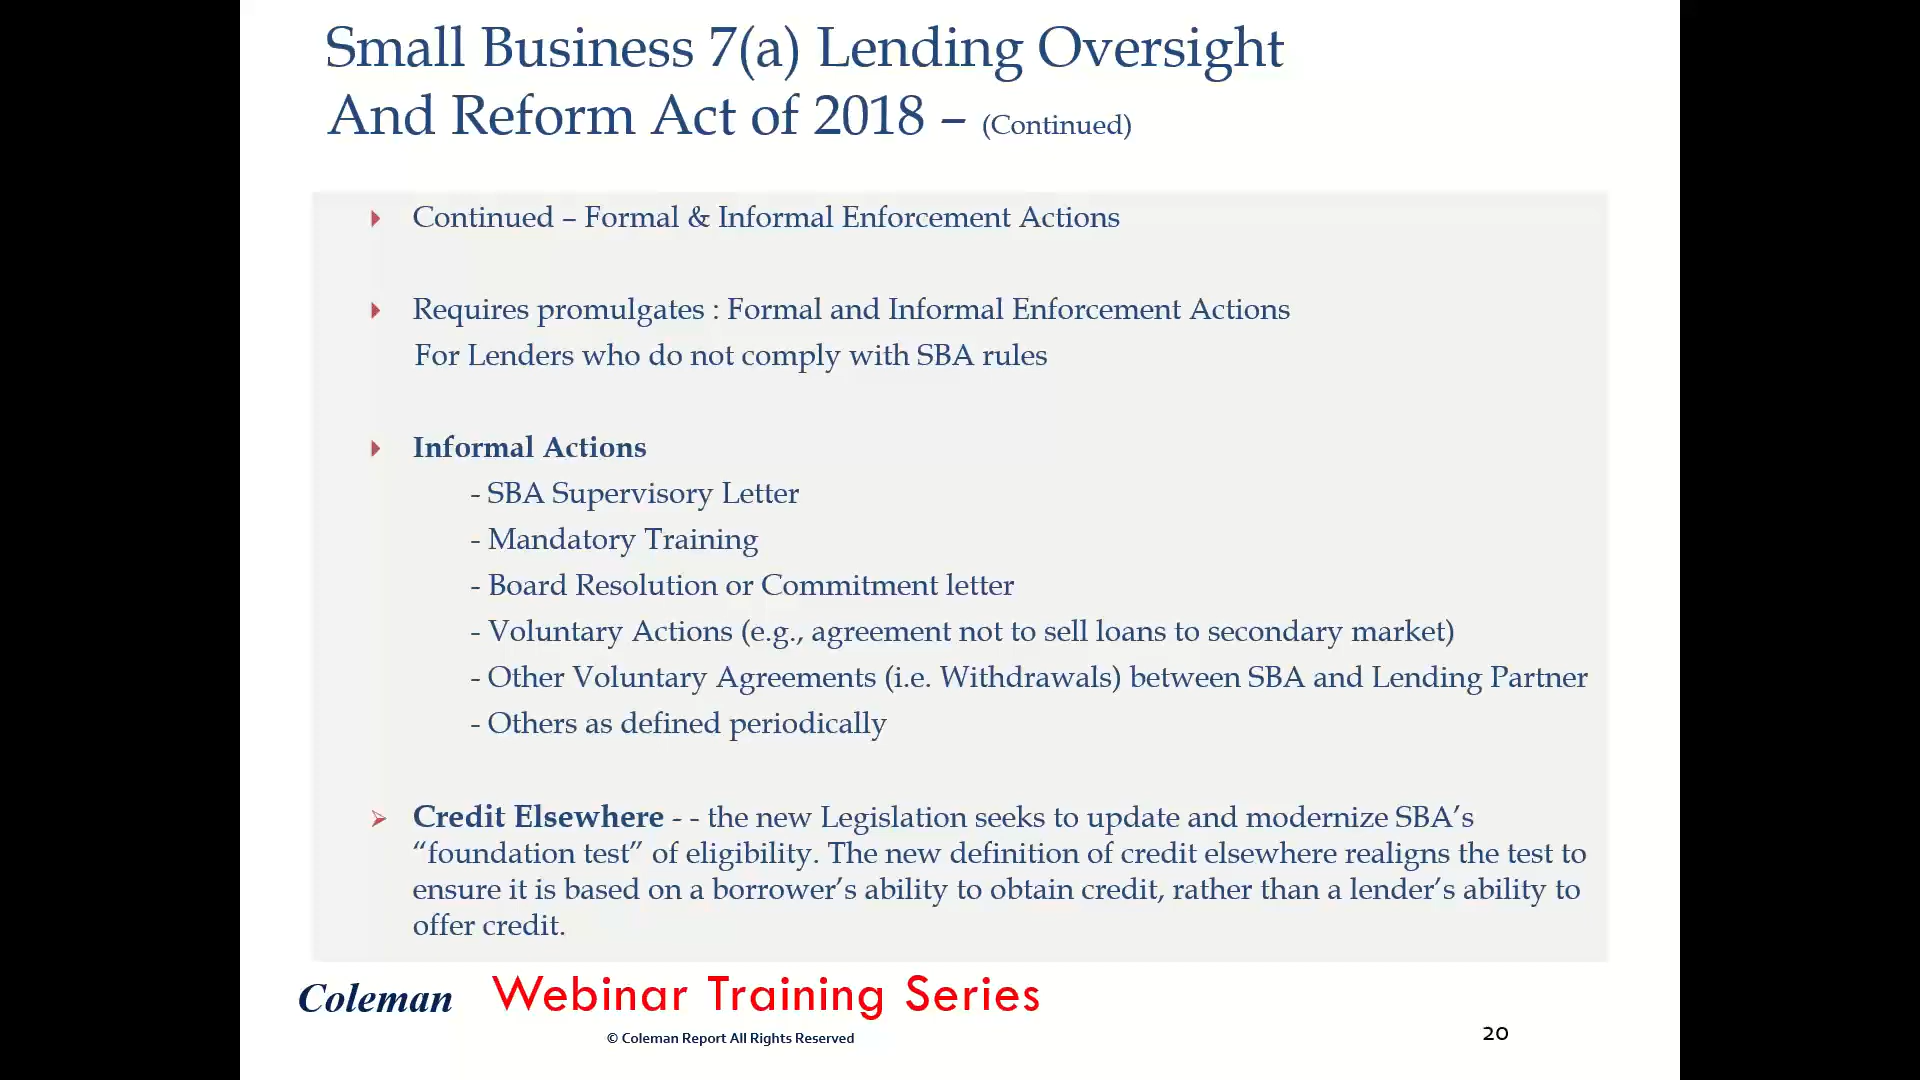 Small Business 7(a) Lending Oversight
And Reform Act of 2018 – (Continued)
Continued – Formal & Informal Enforcement Actions
Requires promulgates : Formal and Informal Enforcement Actions
For Lenders who do not comply with SBA rules
Informal Actions
- SBA Supervisory Letter
- Mandatory Training
- Board Resolution or Commitment letter
- Voluntary Actions (e.g., agreement not to sell loans to secondary market)
- Other Voluntary Agreements (i.e. Withdrawals) between SBA and Lending Partner
- Others as defined periodically
Credit Elsewhere - - the new Legislation seeks to update and modernize SBA’s
“foundation test” of eligibility. The new definition of credit elsewhere realigns the test to
ensure it is based on a borrower’s ability to obtain credit, rather than a lender’s ability to
offer credit.
Coleman Webinar Training Series
© Coleman Report All Rights Reserved
20